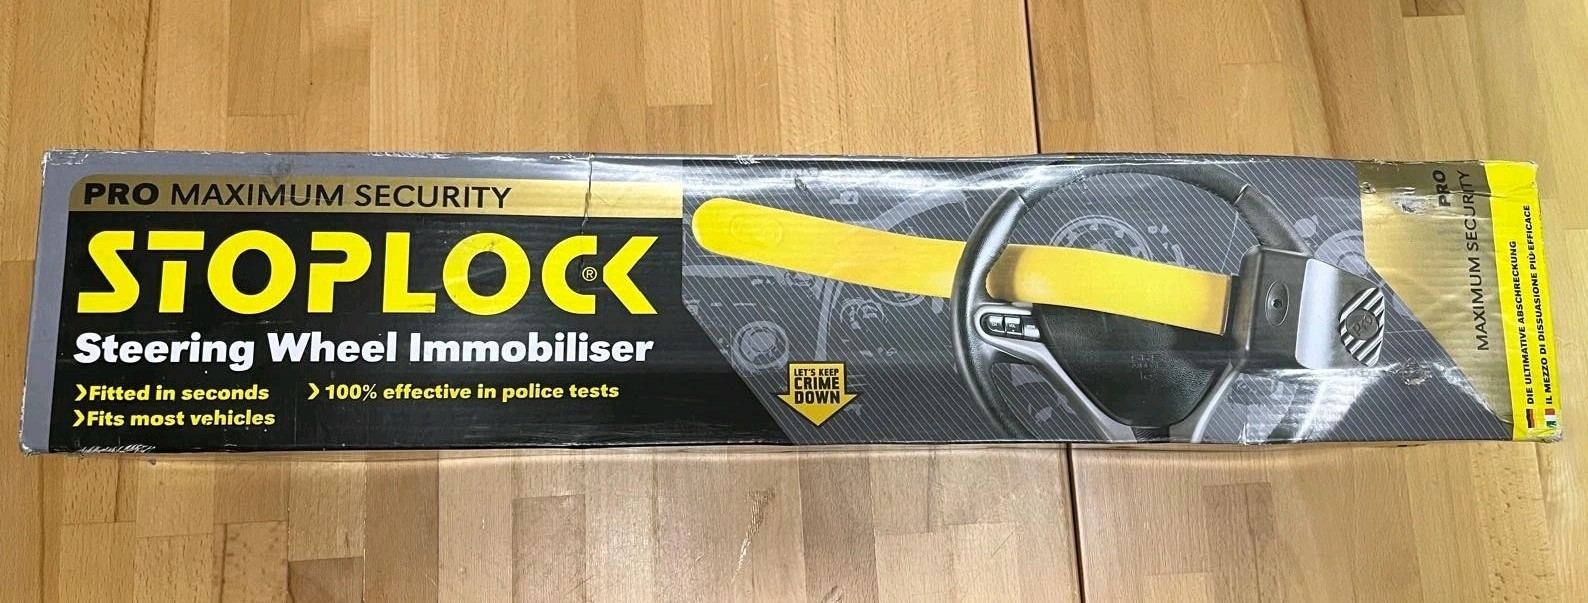 PRO MAXIMUM SECURITY
STOPLOCK®
Steering Wheel Immobiliser
❯Fitted in seconds
❯100% effective in police tests
❯Fits most vehicles
LET'S KEEP
CRIME
DOWN
Pro
PRO
MAXIMUM SECURITY
DIE ULTIMATIVE ABSCHRECKUNG
IL MEZZO DI DISSUASIONE PIÙ EFFICACE